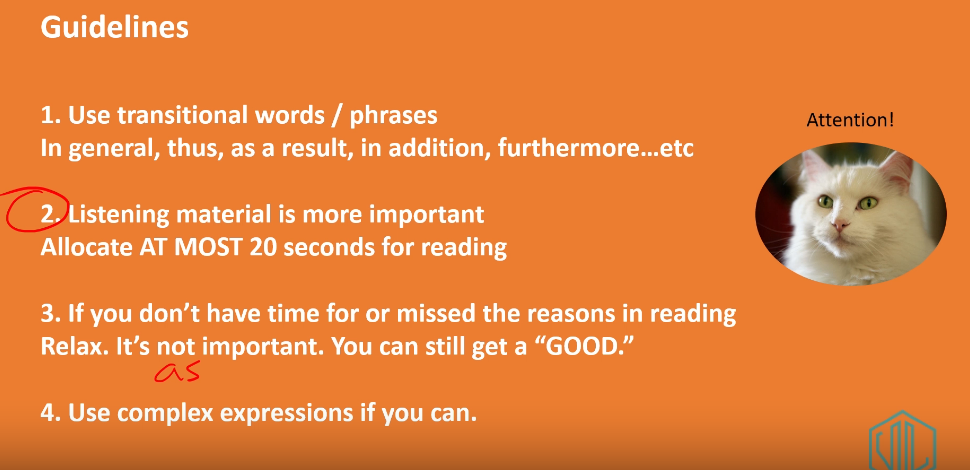 Guidelines
1. Use transitional words / phrases
In general, thus, as a result, in addition, furthermore...etc
Attention!
2. Listening material is more important
Allocate AT MOST 20 seconds for reading
3. If you don't have time for or missed the reasons in reading
Relax. It's not important. You can still get a “GOOD.”
as
4. Use complex expressions if you can.